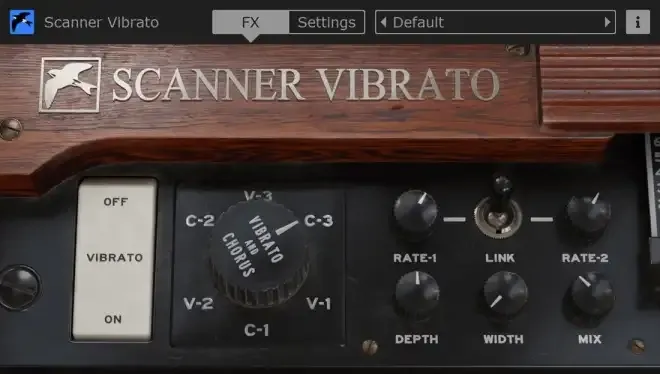 Scanner Vibrato
FX
Settings
Default
i
SCANNER VIBRATO
OFF
VIBRATO
ON
V-3
C-2
C-3
VIBRATO
AND
CHORUS
V-2
V-1
C-1
RATE-1
LINK
RATE-2
DEPTH
WIDTH
MIX